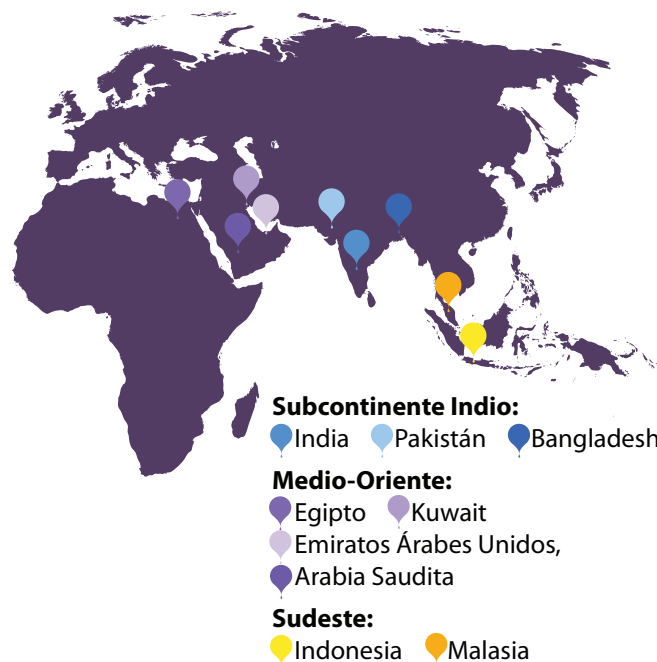 Subcontinente Indio:
India Pakistán Bangladesh
Medio-Oriente:
Egipto Kuwait
Emiratos Árabes Unidos,
Arabia Saudita
Sudeste:
Indonesia Malasia